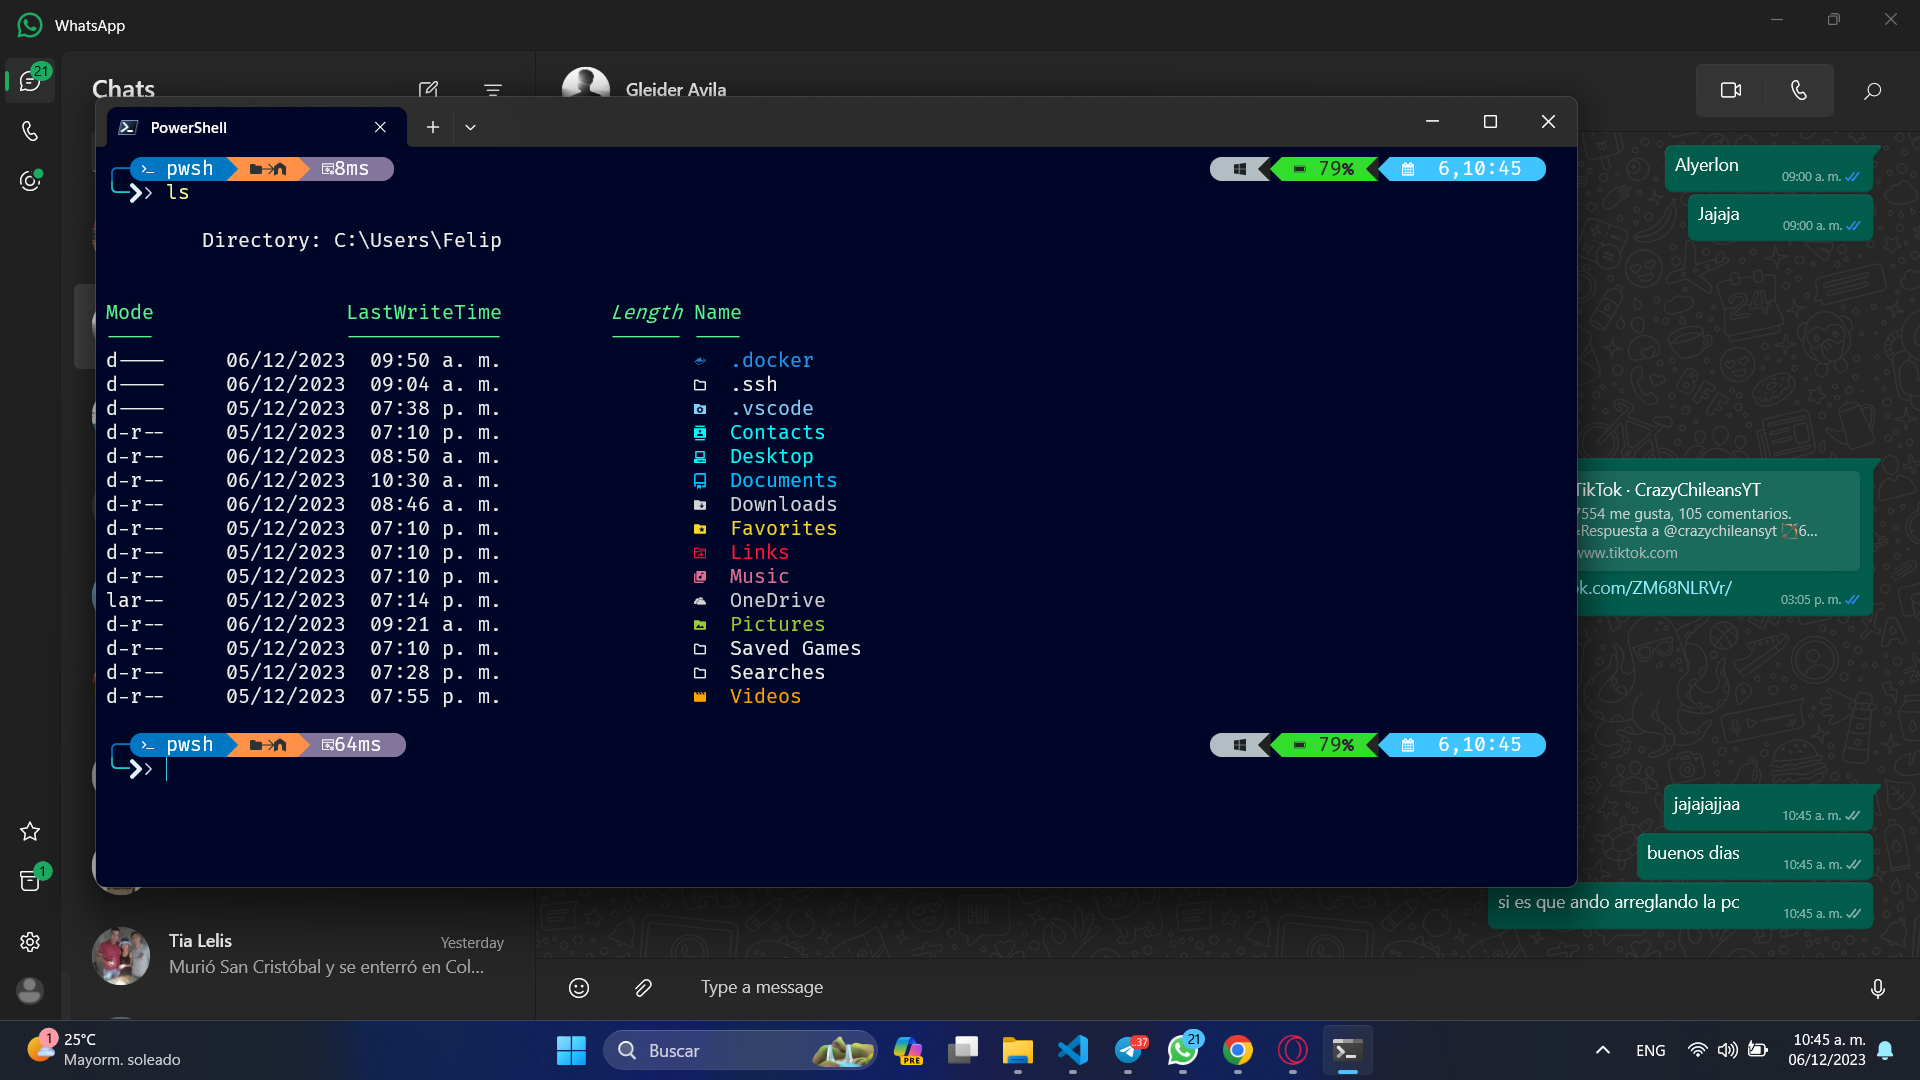 WhatsApp
21
Chats
Gleider Avila
PowerShell
pwsh 8ms 79% 6,10:45
ls
Directory: C:\Users\Felip
Mode LastWriteTime Length Name
d---- 06/12/2023 09:50 a. m. .docker
d---- 06/12/2023 09:04 a. m. .ssh
d---- 05/12/2023 07:38 p. m. .vscode
d-r-- 05/12/2023 07:10 p. m. Contacts
d-r-- 06/12/2023 08:50 a. m. Desktop
d-r-- 06/12/2023 10:30 a. m. Documents
d-r-- 06/12/2023 08:46 a. m. Downloads
d-r-- 05/12/2023 07:10 p. m. Favorites
d-r-- 05/12/2023 07:10 p. m. Links
d-r-- 05/12/2023 07:10 p. m. Music
lar-- 05/12/2023 07:14 p. m. OneDrive
d-r-- 06/12/2023 09:21 a. m. Pictures
d-r-- 05/12/2023 07:10 p. m. Saved Games
d-r-- 05/12/2023 07:28 p. m. Searches
d-r-- 05/12/2023 07:55 p. m. Videos
pwsh 64ms 79% 6,10:45
Alyerlon
09:00 a. m.
Jajaja
09:00 a. m.
TikTok · CrazyChileansYT
7554 me gusta, 105 comentarios.
Respuesta a @crazychileansyt 6...
www.tiktok.com
k.com/ZM68NLRVr/
03:05 p. m.
jajajajjaa
10:45 a. m.
buenos dias
10:45 a. m.
si es que ando arreglando la pc
10:45 a. m.
1
Tia Lelis Yesterday
Murió San Cristóbal y se enterró en Col...
Type a message
1
25°C
Mayorm. soleado
Buscar
PRE
37
21
ENG
10:45 a. m.
06/12/2023